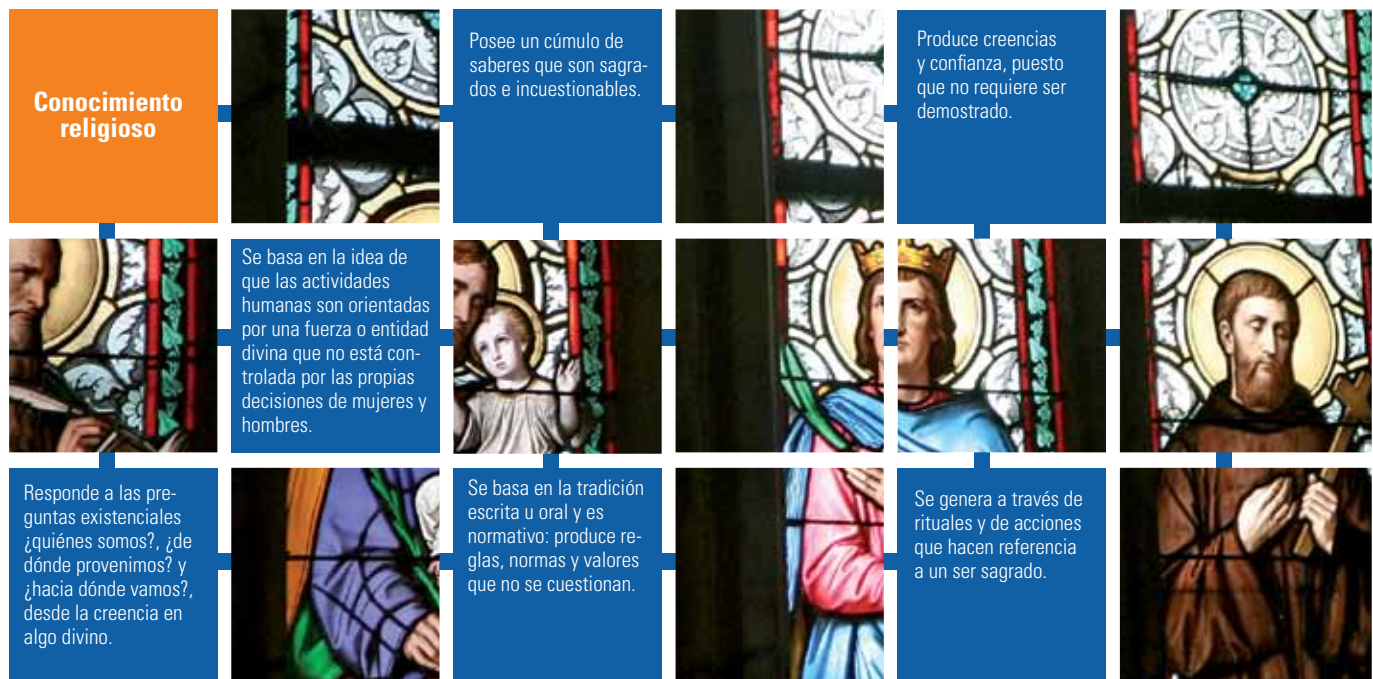 Conocimiento
religioso
Posee un cúmulo de
saberes que son sagra-
dos e incuestionables.
Produce creencias
y confianza, puesto
que no requiere ser
demostrado.
Se basa en la idea de
que las actividades
humanas son orientadas
por una fuerza o entidad
divina que no está con-
trolada por las propias
decisiones de mujeres y
hombres.
Responde a las pre-
guntas existenciales
¿quiénes somos?, ¿de
dónde provenimos? y
¿hacia dónde vamos?,
desde la creencia en
algo divino.
Se basa en la tradición
escrita u oral y es
normativo: produce re-
glas, normas y valores
que no se cuestionan.
Se genera a través de
rituales y de acciones
que hacen referencia
a un ser sagrado.